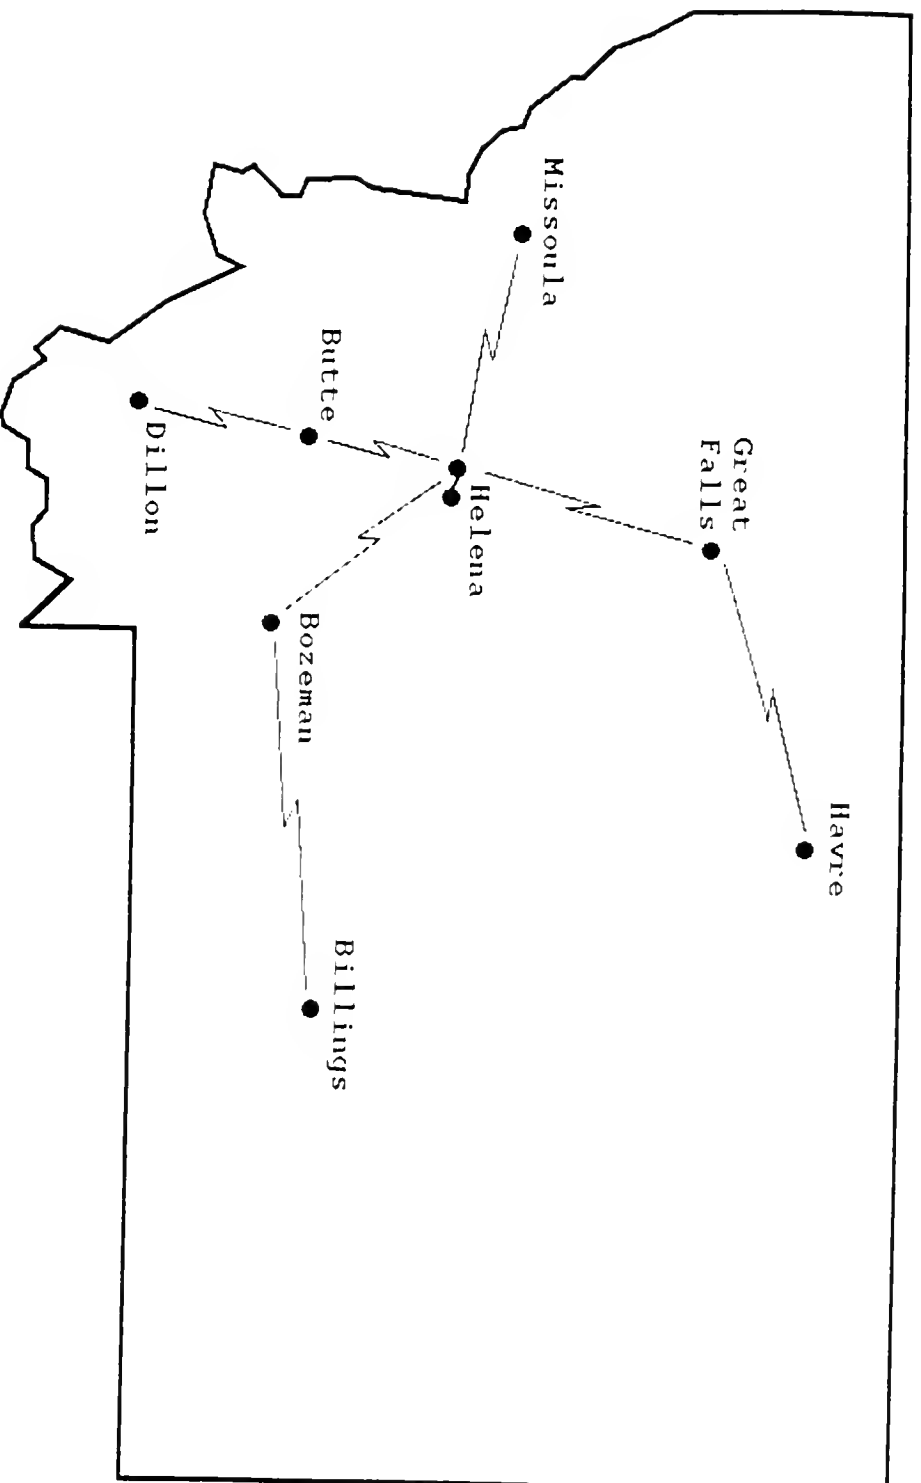 Havre
Great
Falls
Missoula
Helena
Billings
Butte
Bozeman
Dillon